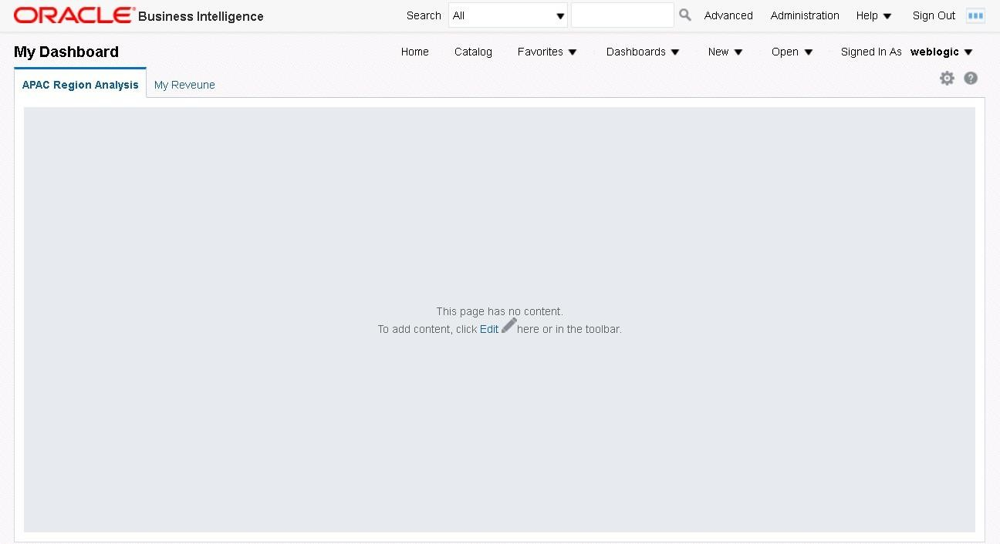 ORACLE® Business Intelligence Search All Advanced Administration Help Sign Out
My Dashboard Home Catalog Favorites Dashboards New Open Signed In As weblogic
APAC Region Analysis My Reveune ?
This page has no content.
To add content, click Edit here or in the toolbar.